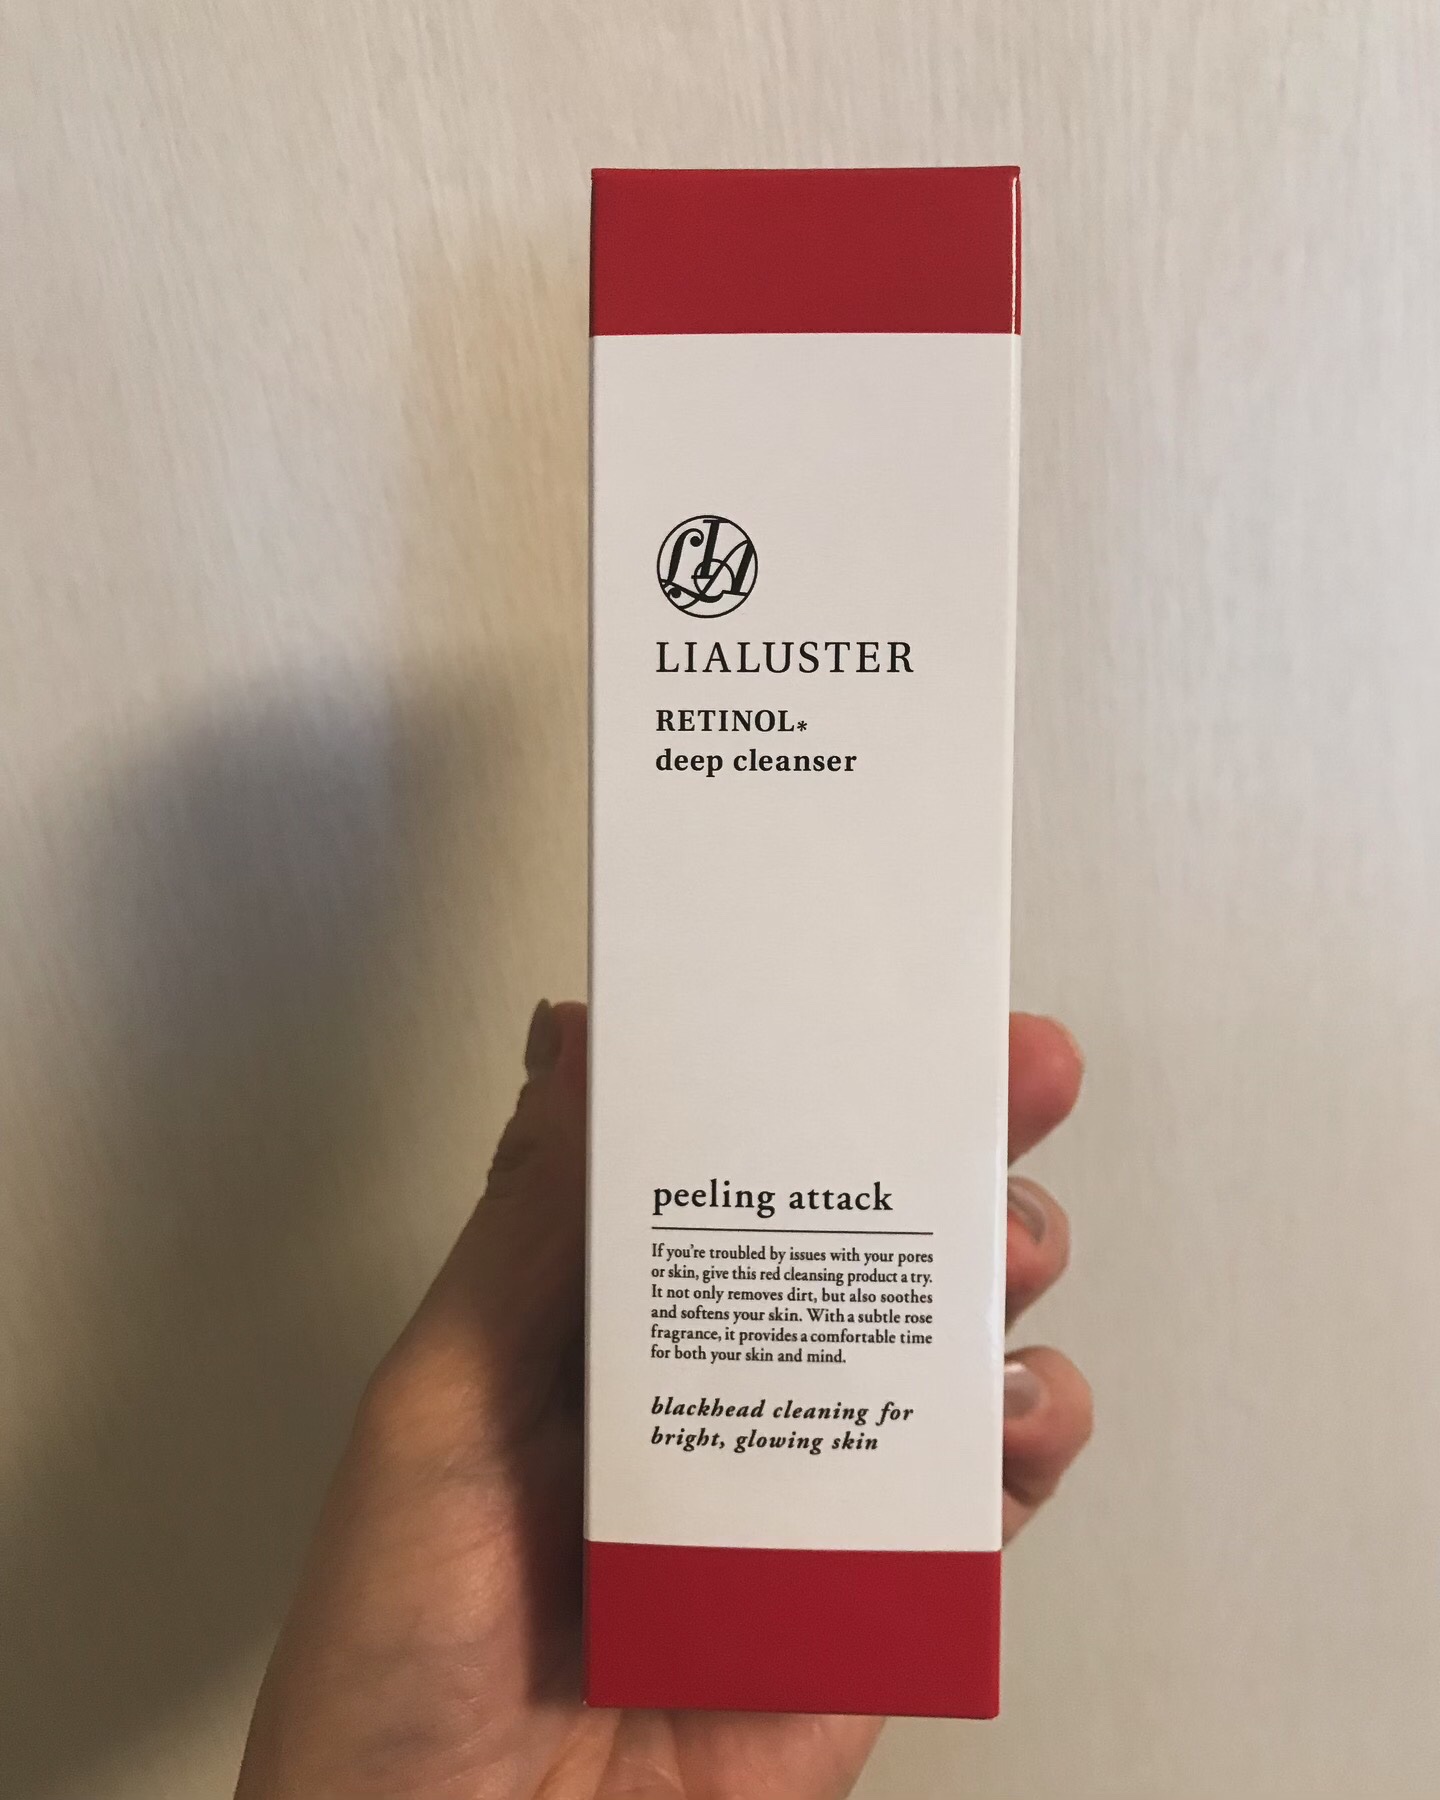 LIA
LIALUSTER
RETINOL*
deep cleanser
peeling attack
If you're troubled by issues with your pores
or skin, give this red cleansing product a try.
It not only removes dirt, but also soothes
and softens your skin. With a subtle rose
fragrance, it provides a comfortable time
for both your skin and mind.
blackhead cleaning for
bright, glowing skin